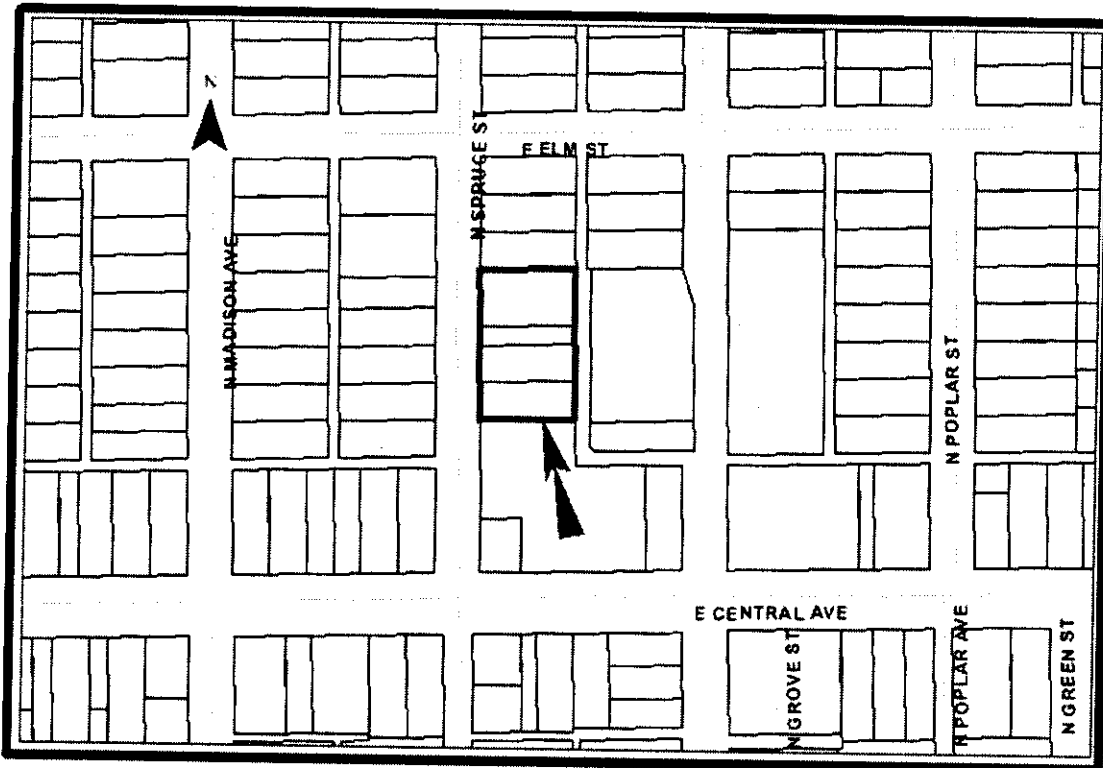 N
N SPRUCE ST
E ELM ST
N MADISON AVE
N POPLAR ST
E CENTRAL AVE
N GROVE ST
N POPLAR AVE
N GREEN ST